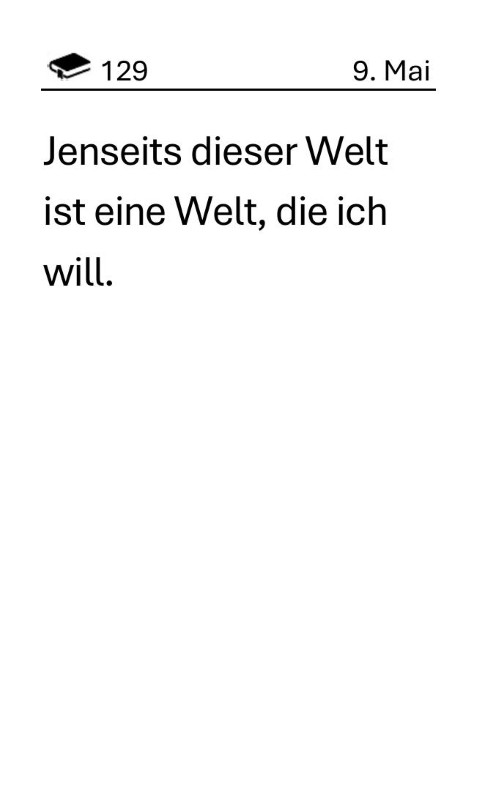 129 9. Mai
Jenseits dieser Welt
ist eine Welt, die ich
will.